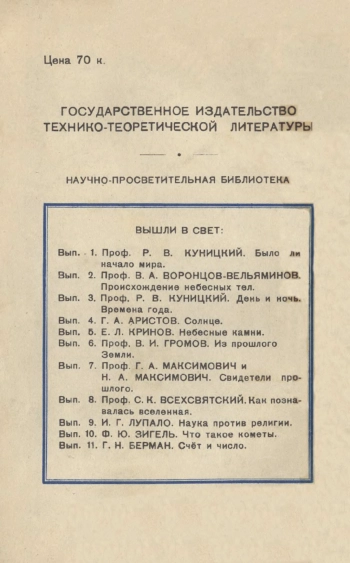 Цена 70 к.
ГОСУДАРСТВЕННОЕ ИЗДАТЕЛЬСТВО
ТЕХНИКО-ТЕОРЕТИЧЕСКОЙ ЛИТЕРАТУРЫ
НАУЧНО-ПРОСВЕТИТЕЛЬНАЯ БИБЛИОТЕКА
ВЫШЛИ В СВЕТ:
Вып. 1. Проф. Р. В. КУНИЦКИЙ. Было ли
начало мира.
Вып. 2. Проф. В. А. ВОРОНЦОВ-ВЕЛЬЯМИНОВ.
Происхождение небесных тел.
Вып. 3. Проф. Р. В. КУНИЦКИЙ. День и ночь.
Времена года.
Вып. 4. Г. А. АРИСТОВ. Солнце.
Вып. 5. Е. Л. КРИНОВ. Небесные камни.
Вып. 6. Проф. В. И. ГРОМОВ. Из прошлого
Земли.
Вып. 7. Проф. Г. А. МАКСИМОВИЧ и
Н. А. МАКСИМОВИЧ. Свидетели про-
шлого.
Вып. 8. Проф. С. К. ВСЕХСВЯТСКИЙ. Как позна-
валась вселенная.
Вып. 9. И. Г. ЛУПАЛО. Наука против религии.
Вып. 10. Ф. Ю. ЗИГЕЛЬ. Что такое кометы.
Вып. 11. Г. Н. БЕРМАН. Счёт и число.